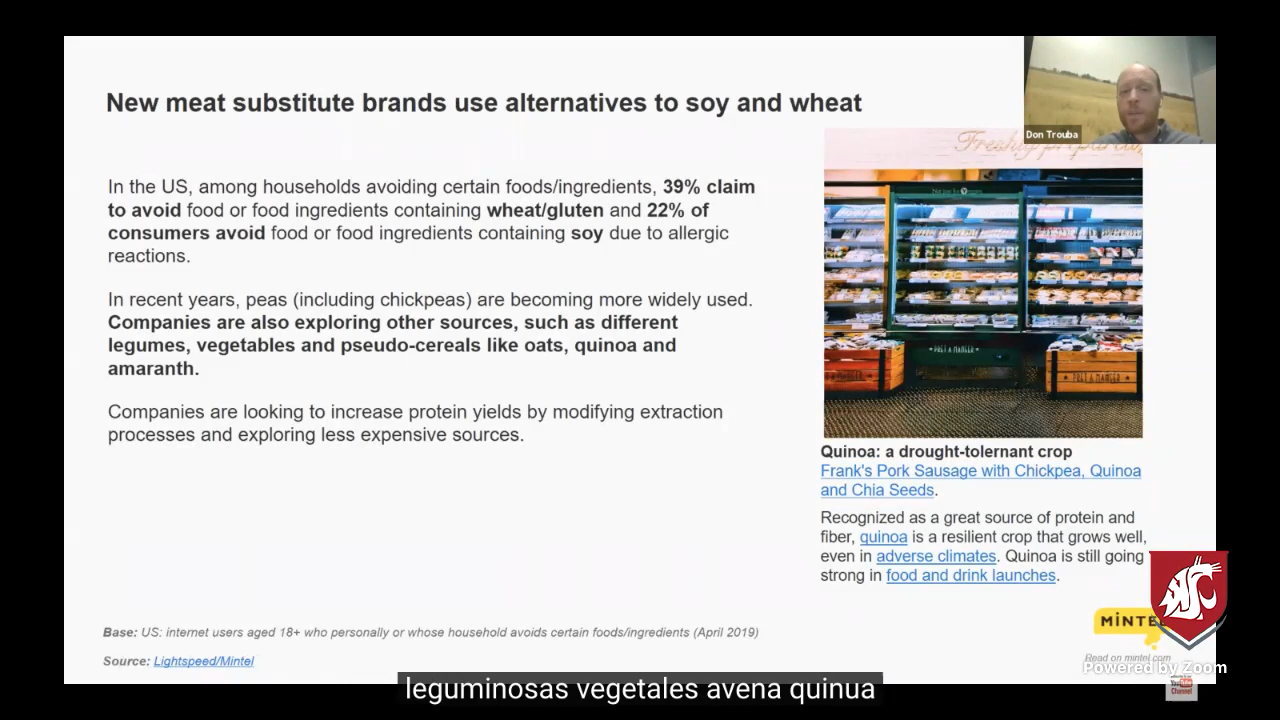 New meat substitute brands use alternatives to soy and wheat
Don Trouba
In the US, among households avoiding certain foods/ingredients, 39% claim
to avoid food or food ingredients containing wheat/gluten and 22% of
consumers avoid food or food ingredients containing soy due to allergic
reactions.
In recent years, peas (including chickpeas) are becoming more widely used.
Companies are also exploring other sources, such as different
legumes, vegetables and pseudo-cereals like oats, quinoa and
amaranth.
Companies are looking to increase protein yields by modifying extraction
processes and exploring less expensive sources.
Freshly
PRET A MANGER
PRET A MANGER
Quinoa: a drought-tolernant crop
Frank's Pork Sausage with Chickpea, Quinoa
and Chia Seeds.
Recognized as a great source of protein and
fiber, quinoa is a resilient crop that grows well,
even in adverse climates. Quinoa is still going
strong in food and drink launches.
Base: US: internet users aged 18+ who personally or whose household avoids certain foods/ingredients (April 2019)
Source: Lightspeed/Mintel
MINTEL
Read on mintel.com
Powered by Zoom
YouTube
Channel
leguminosas vegetales avena quinua